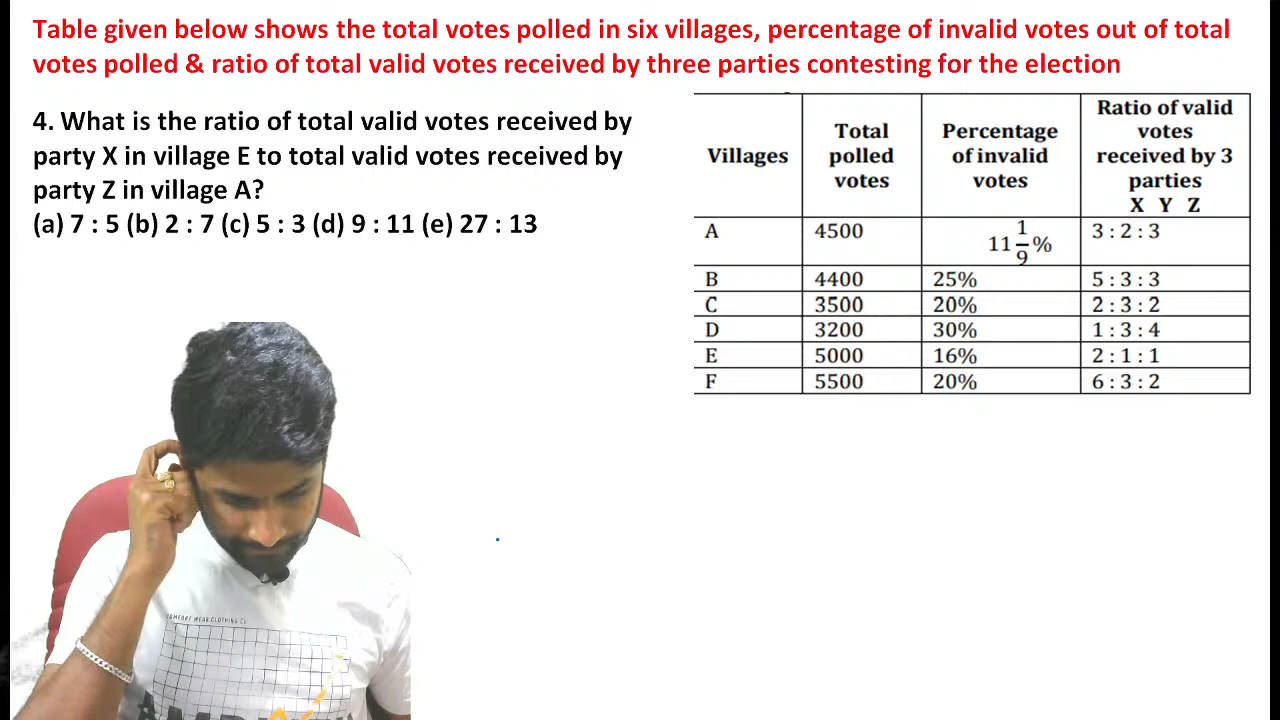 Table given below shows the total votes polled in six villages, percentage of invalid votes out of total
votes polled & ratio of total valid votes received by three parties contesting for the election
4. What is the ratio of total valid votes received by
party X in village E to total valid votes received by
party Z in village A?
(a) 7 : 5 (b) 2 : 7 (c) 5 : 3 (d) 9 : 11 (e) 27 : 13
Villages Total polled votes Percentage of invalid votes Ratio of valid votes received by 3 parties X Y Z
A 4500 11 1/9 % 3 : 2 : 3
B 4400 25% 5 : 3 : 3
C 3500 20% 2 : 3 : 2
D 3200 30% 1 : 3 : 4
E 5000 16% 2 : 1 : 1
F 5500 20% 6 : 3 : 2
COMFORT WEAR CLOTHING